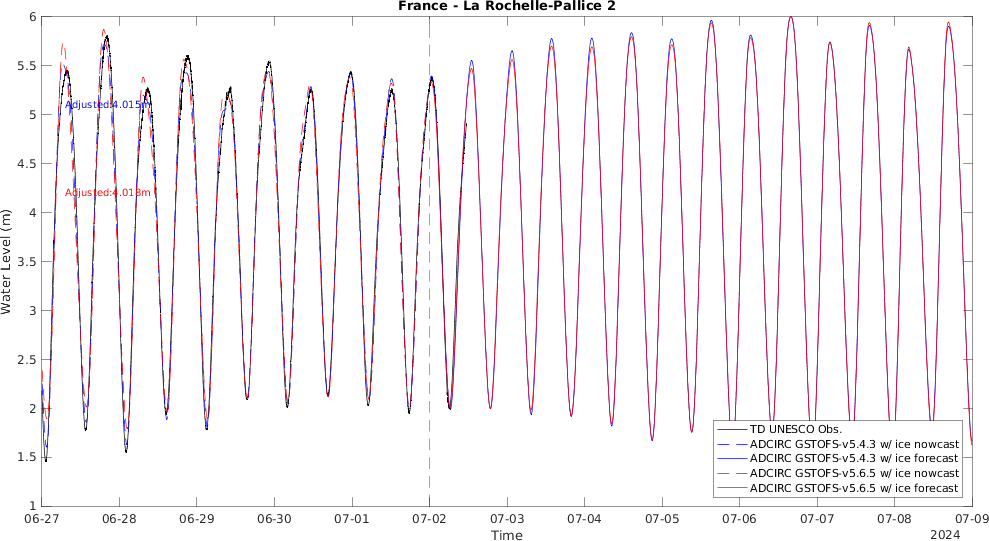 France - La Rochelle-Pallice 2
6
5.5
5
4.5
4
3.5
3
2.5
2
1.5
1
Water Level (m)
Adjusted:4.015m
Adjusted:4.018m
TD UNESCO Obs.
ADCIRC GSTOFS-v5.4.3 w/ ice nowcast
ADCIRC GSTOFS-v5.4.3 w/ ice forecast
ADCIRC GSTOFS-v5.6.5 w/ ice nowcast
ADCIRC GSTOFS-v5.6.5 w/ ice forecast
06-27 06-28 06-29 06-30 07-01 07-02 07-03 07-04 07-05 07-06 07-07 07-08 07-09
Time
2024